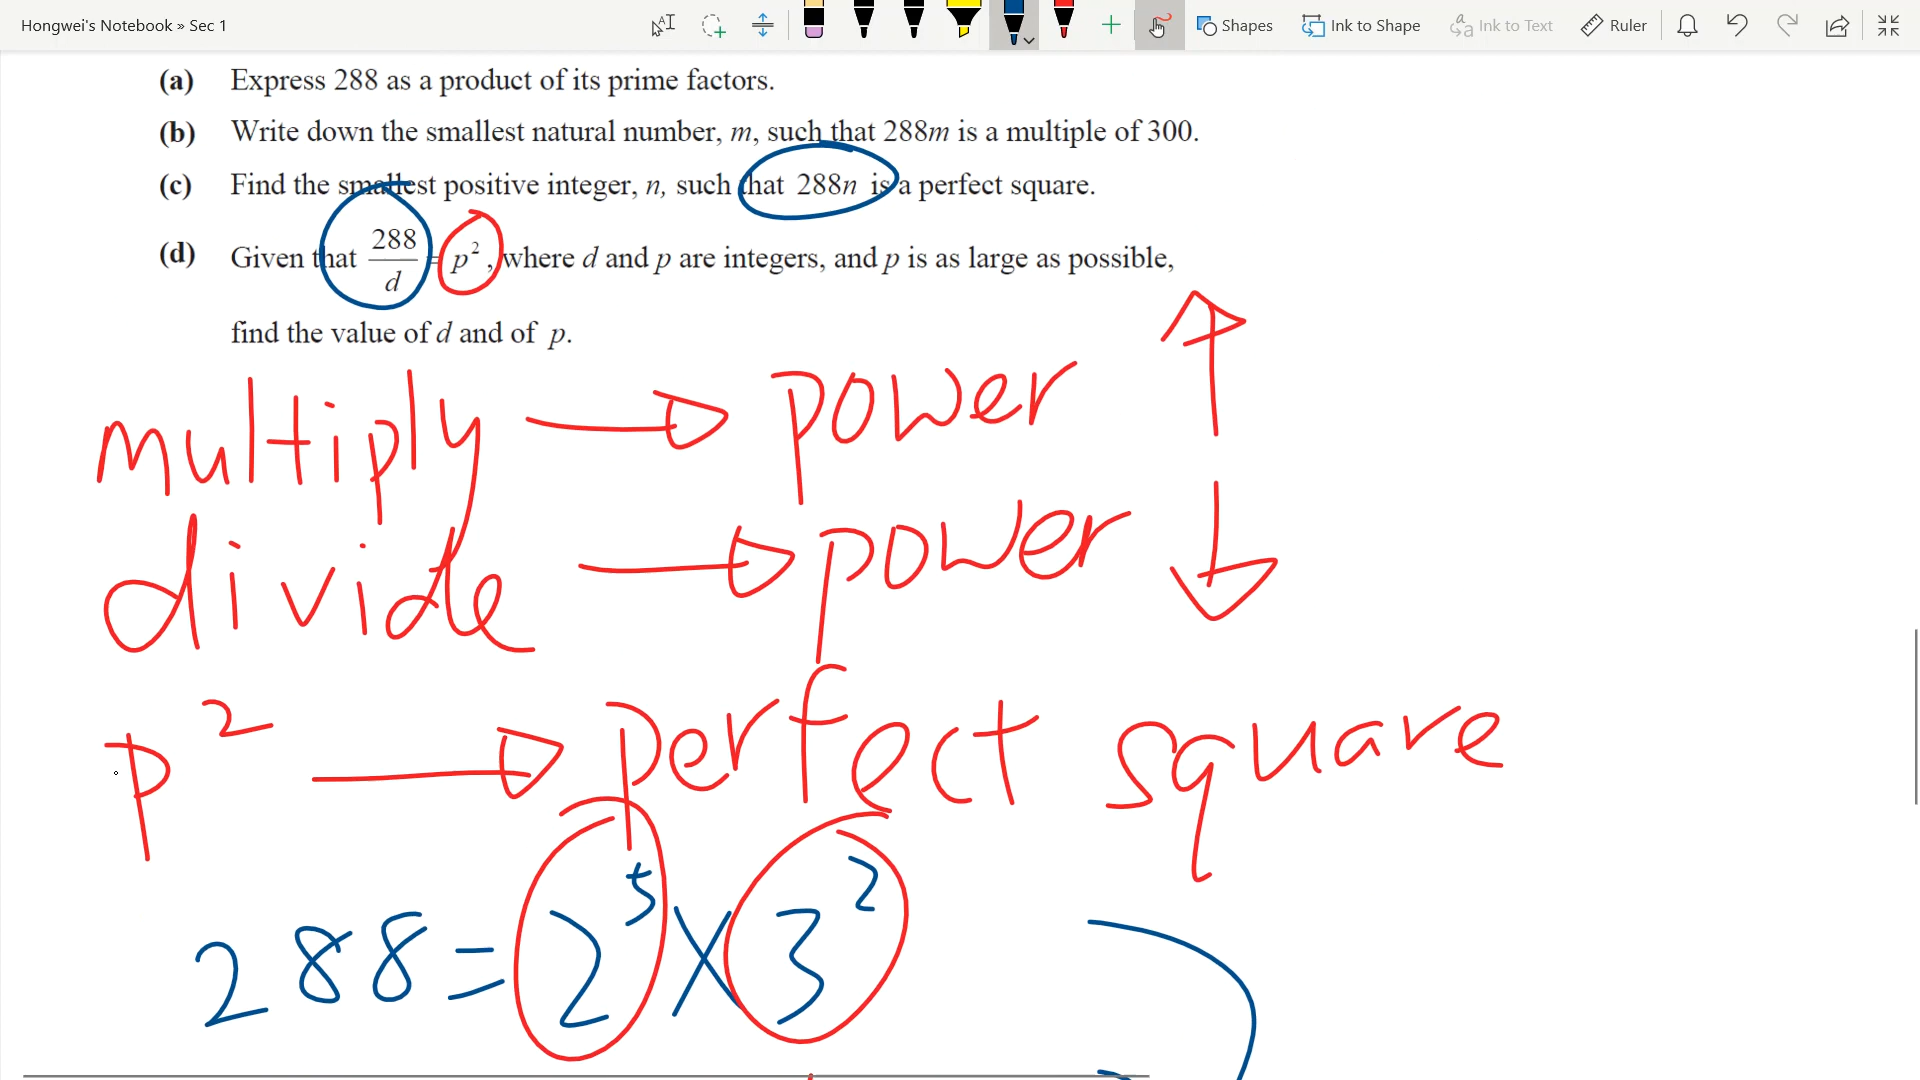 Hongwei's Notebook » Sec 1
Shapes Ink to Shape Ink to Text Ruler
(a) Express 288 as a product of its prime factors.
(b) Write down the smallest natural number, m, such that 288m is a multiple of 300.
(c) Find the smallest positive integer, n, such that 288n is a perfect square.
(d) Given that 288/d = p², where d and p are integers, and p is as large as possible,
find the value of d and of p.
multiply → power ↑
divide → power ↓
p² → perfect square
288 = 2⁵ × 3²